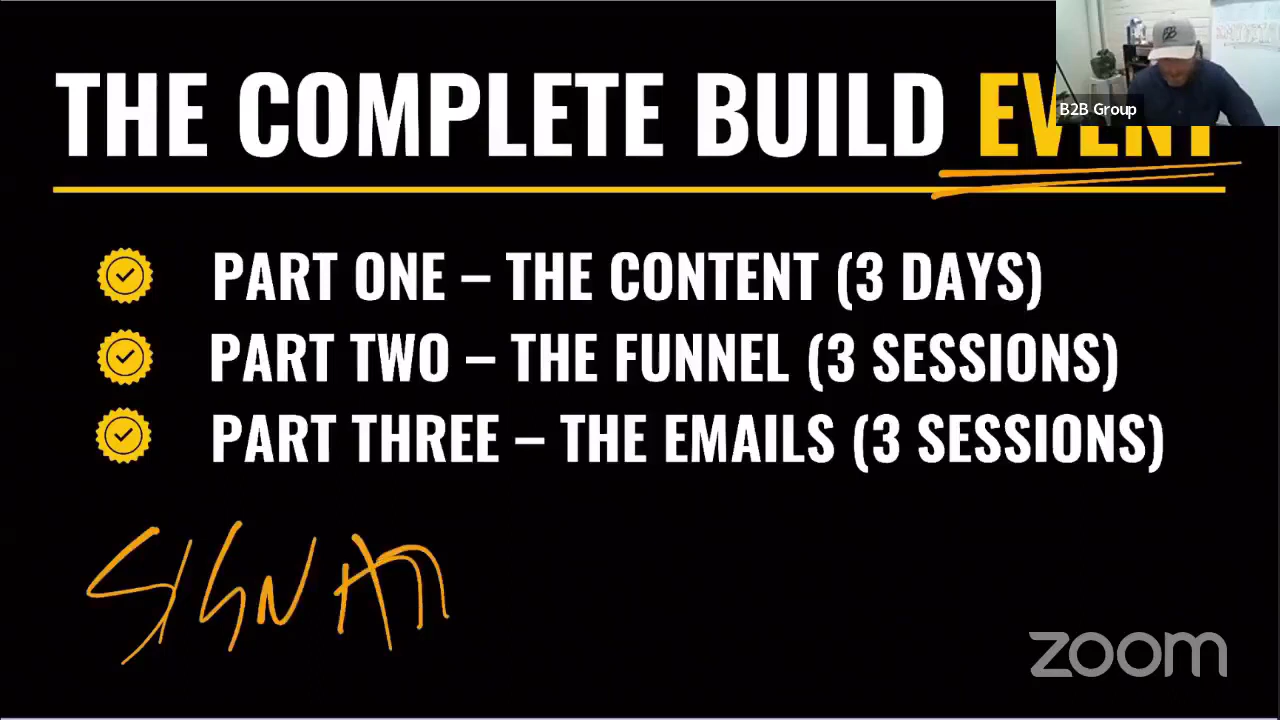 THE COMPLETE BUILD EVENT
B2B Group
PART ONE – THE CONTENT (3 DAYS)
PART TWO – THE FUNNEL (3 SESSIONS)
PART THREE – THE EMAILS (3 SESSIONS)
zoom